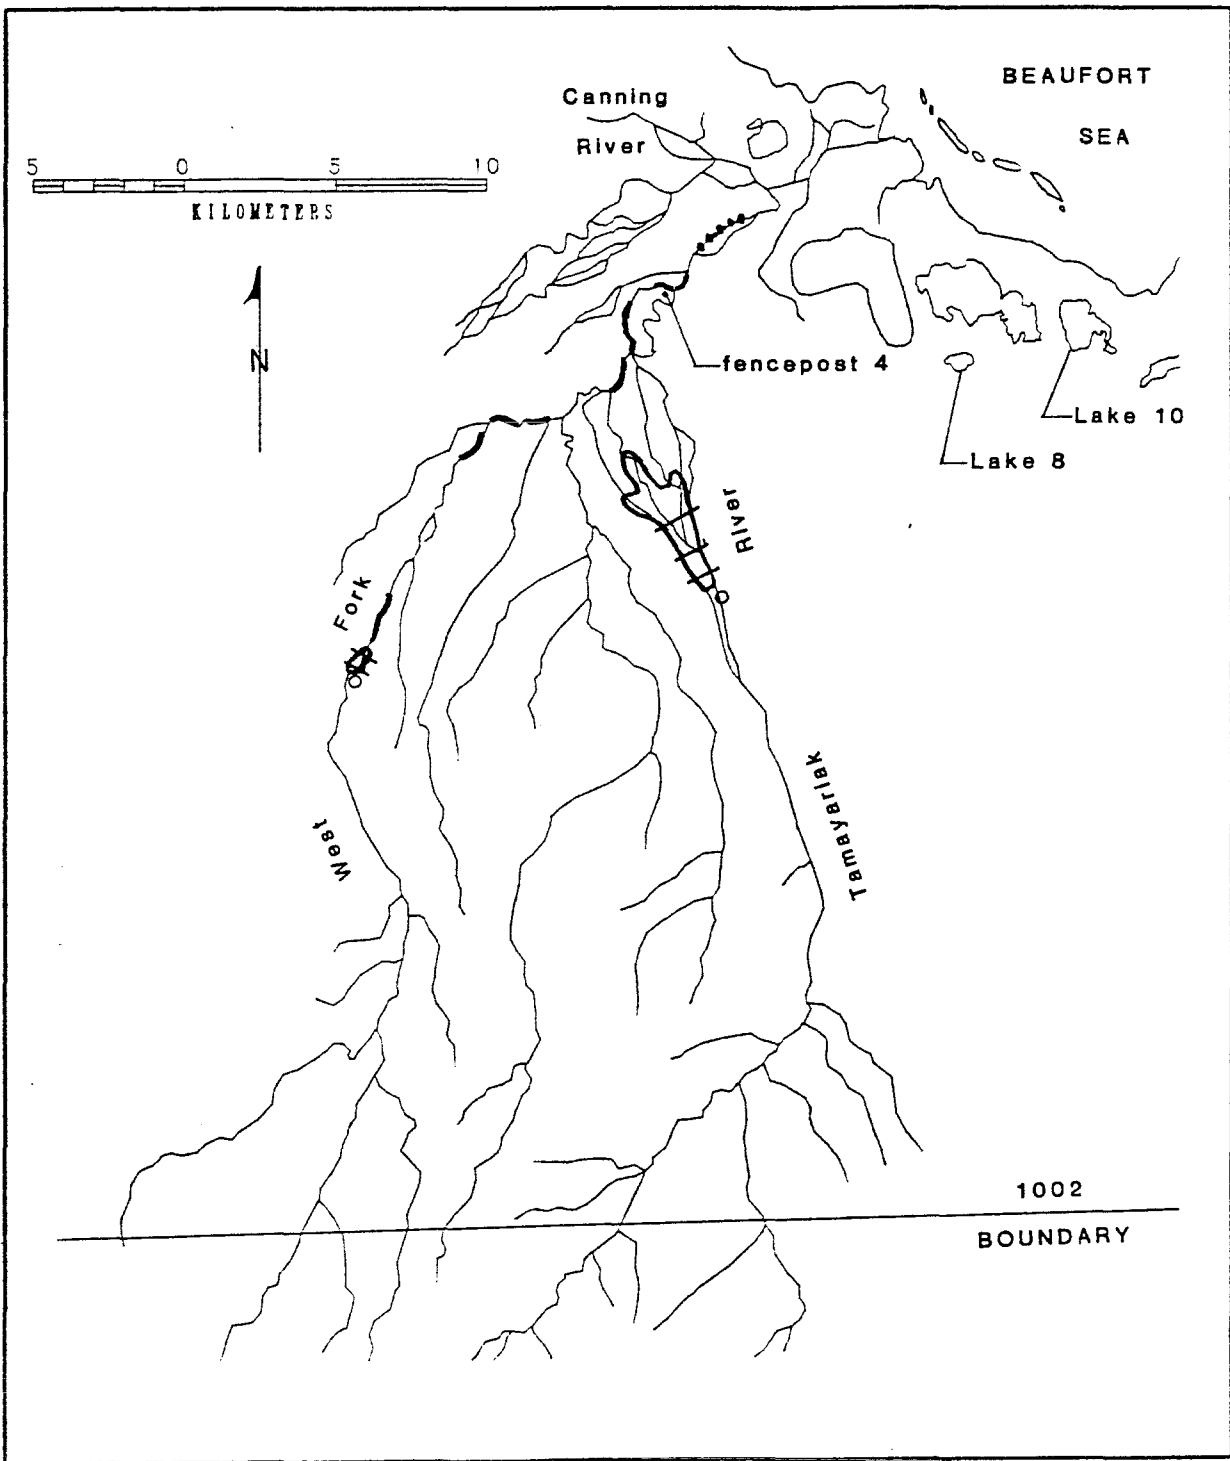 BEAUFORT
SEA
Canning
River
5 0 5 10
KILOMETERS
N
fencepost 4
Lake 10
Lake 8
River
Fork
Tamayariak
West
1002
BOUNDARY